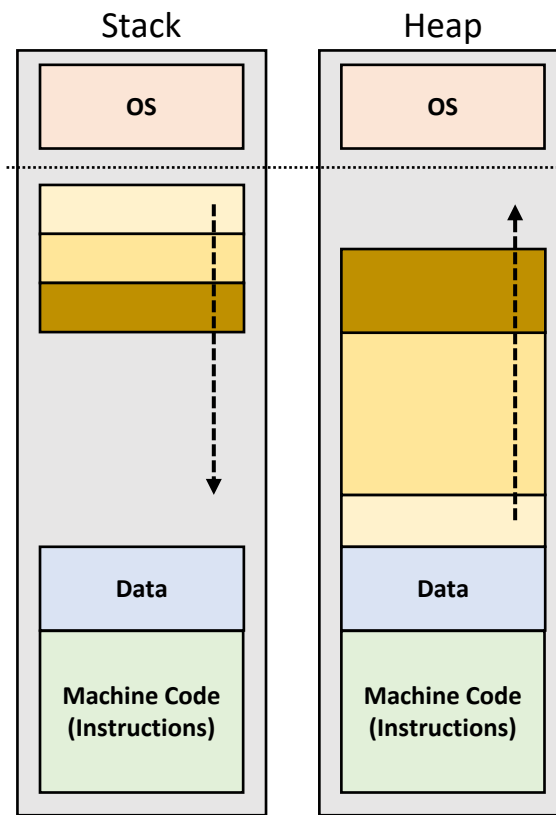 Stack
OS
Data
Machine Code
(Instructions)
Heap
OS
Data
Machine Code
(Instructions)